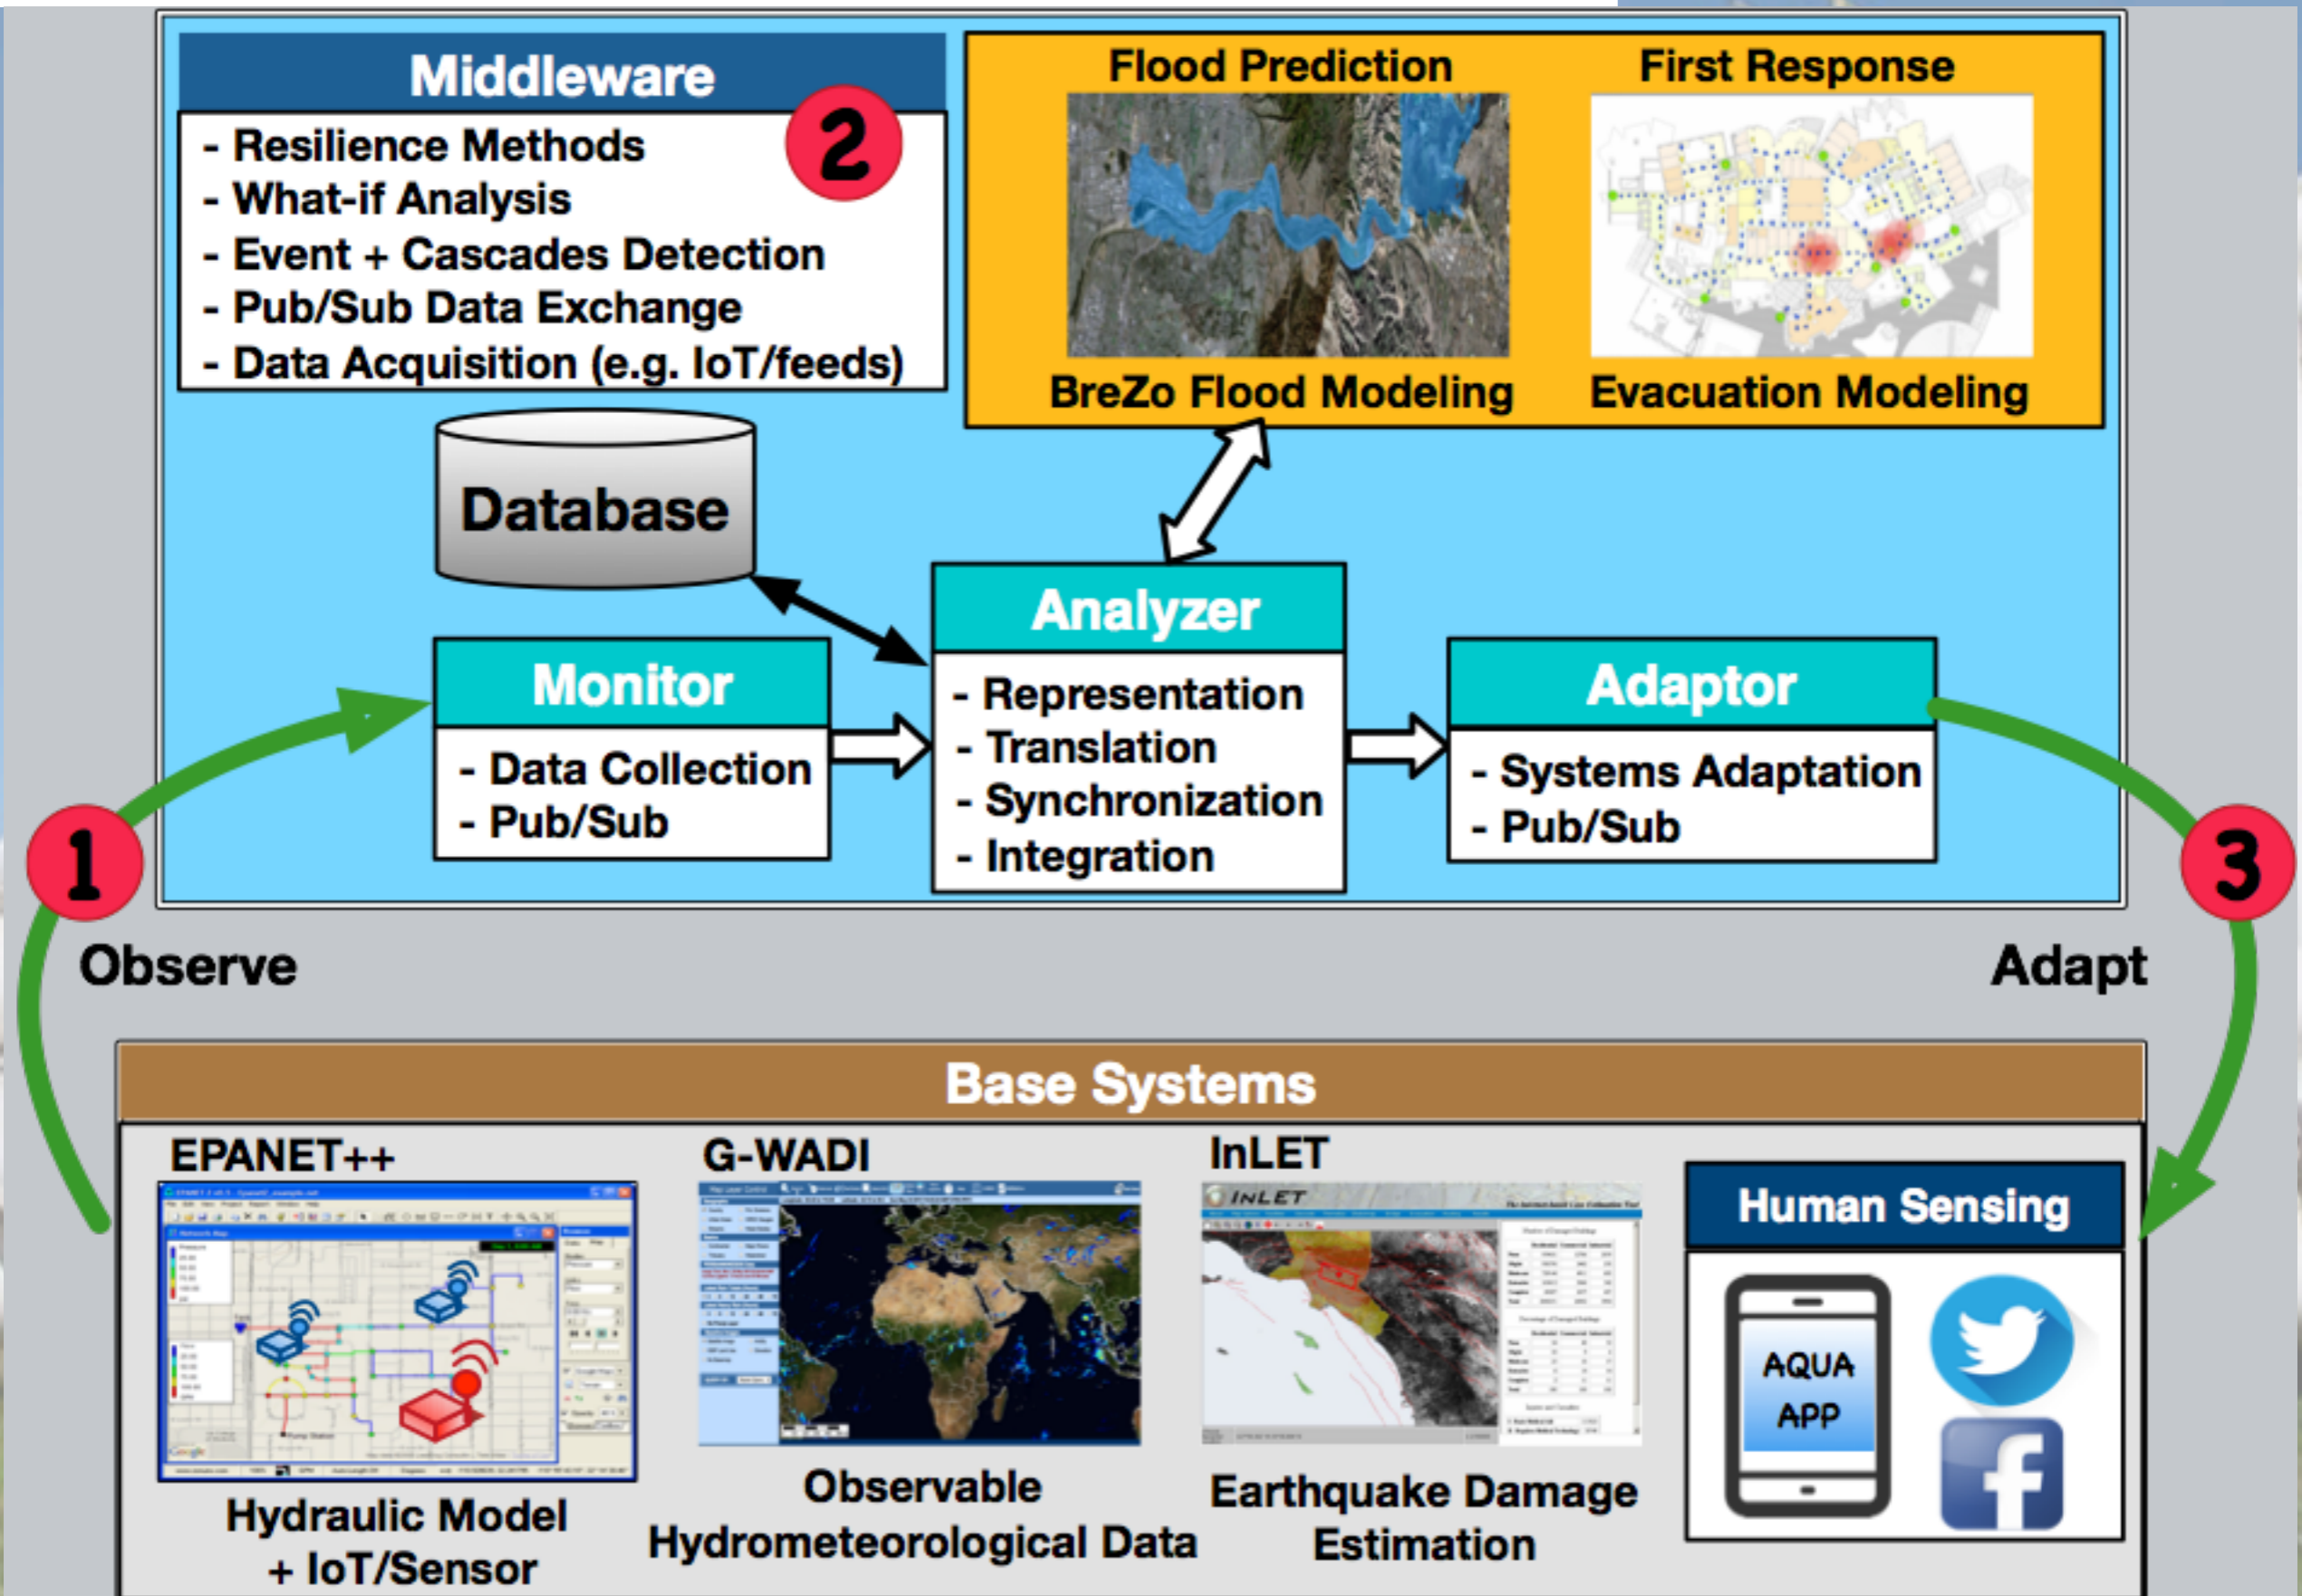 Middleware
2
- Resilience Methods
- What-if Analysis
- Event + Cascades Detection
- Pub/Sub Data Exchange
- Data Acquisition (e.g. IoT/feeds)
Flood Prediction
First Response
BreZo Flood Modeling
Evacuation Modeling
Database
Analyzer
- Representation
- Translation
- Synchronization
- Integration
Monitor
- Data Collection
- Pub/Sub
Adaptor
- Systems Adaptation
- Pub/Sub
1
3
Observe
Adapt
Base Systems
EPANET++
Hydraulic Model
+ IoT/Sensor
G-WADI
Observable
Hydrometeorological Data
InLET
INLET
Earthquake Damage
Estimation
Human Sensing
AQUA
APP